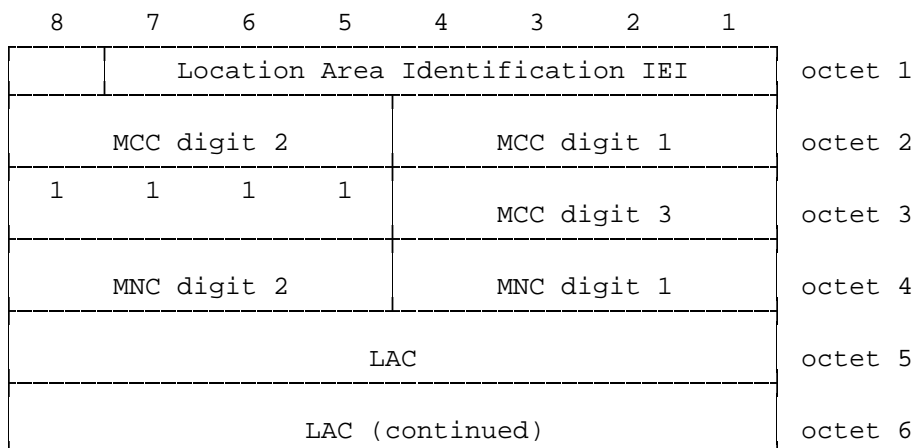 8 7 6 5 4 3 2 1
Location Area Identification IEI octet 1
MCC digit 2 MCC digit 1 octet 2
1 1 1 1
MCC digit 3 octet 3
MNC digit 2 MNC digit 1 octet 4
LAC octet 5
LAC (continued) octet 6